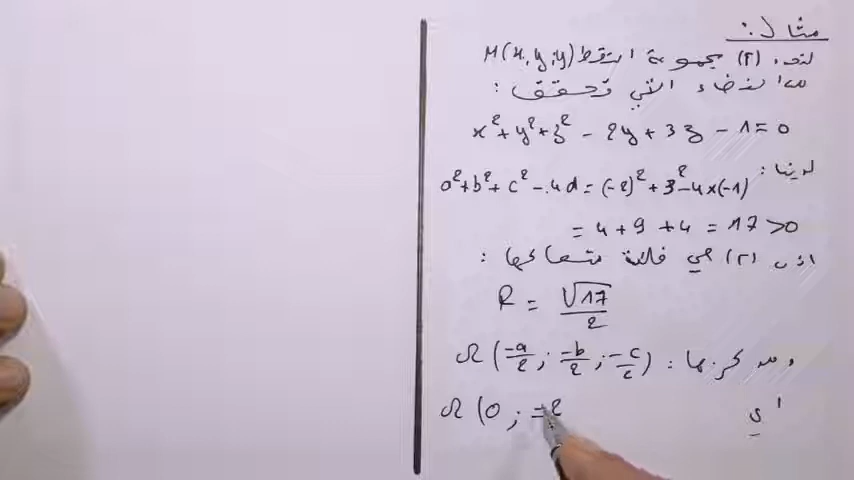 مثال :
لتكن (Γ) مجموعة النقط M(x,y,z)
من الفضاء التي تحقق :
x² + y² + z² - 2y + 3z - 1 = 0
لدينا :
a² + b² + c² - 4d = (-2)² + 3² - 4×(-1)
= 4 + 9 + 4 = 17 > 0
اذن (Γ) هي فلكة شعاعها :
R = √17/2
ومركزها : Ω(-a/2 ; -b/2 ; -c/2)
اي Ω(0 ; -2